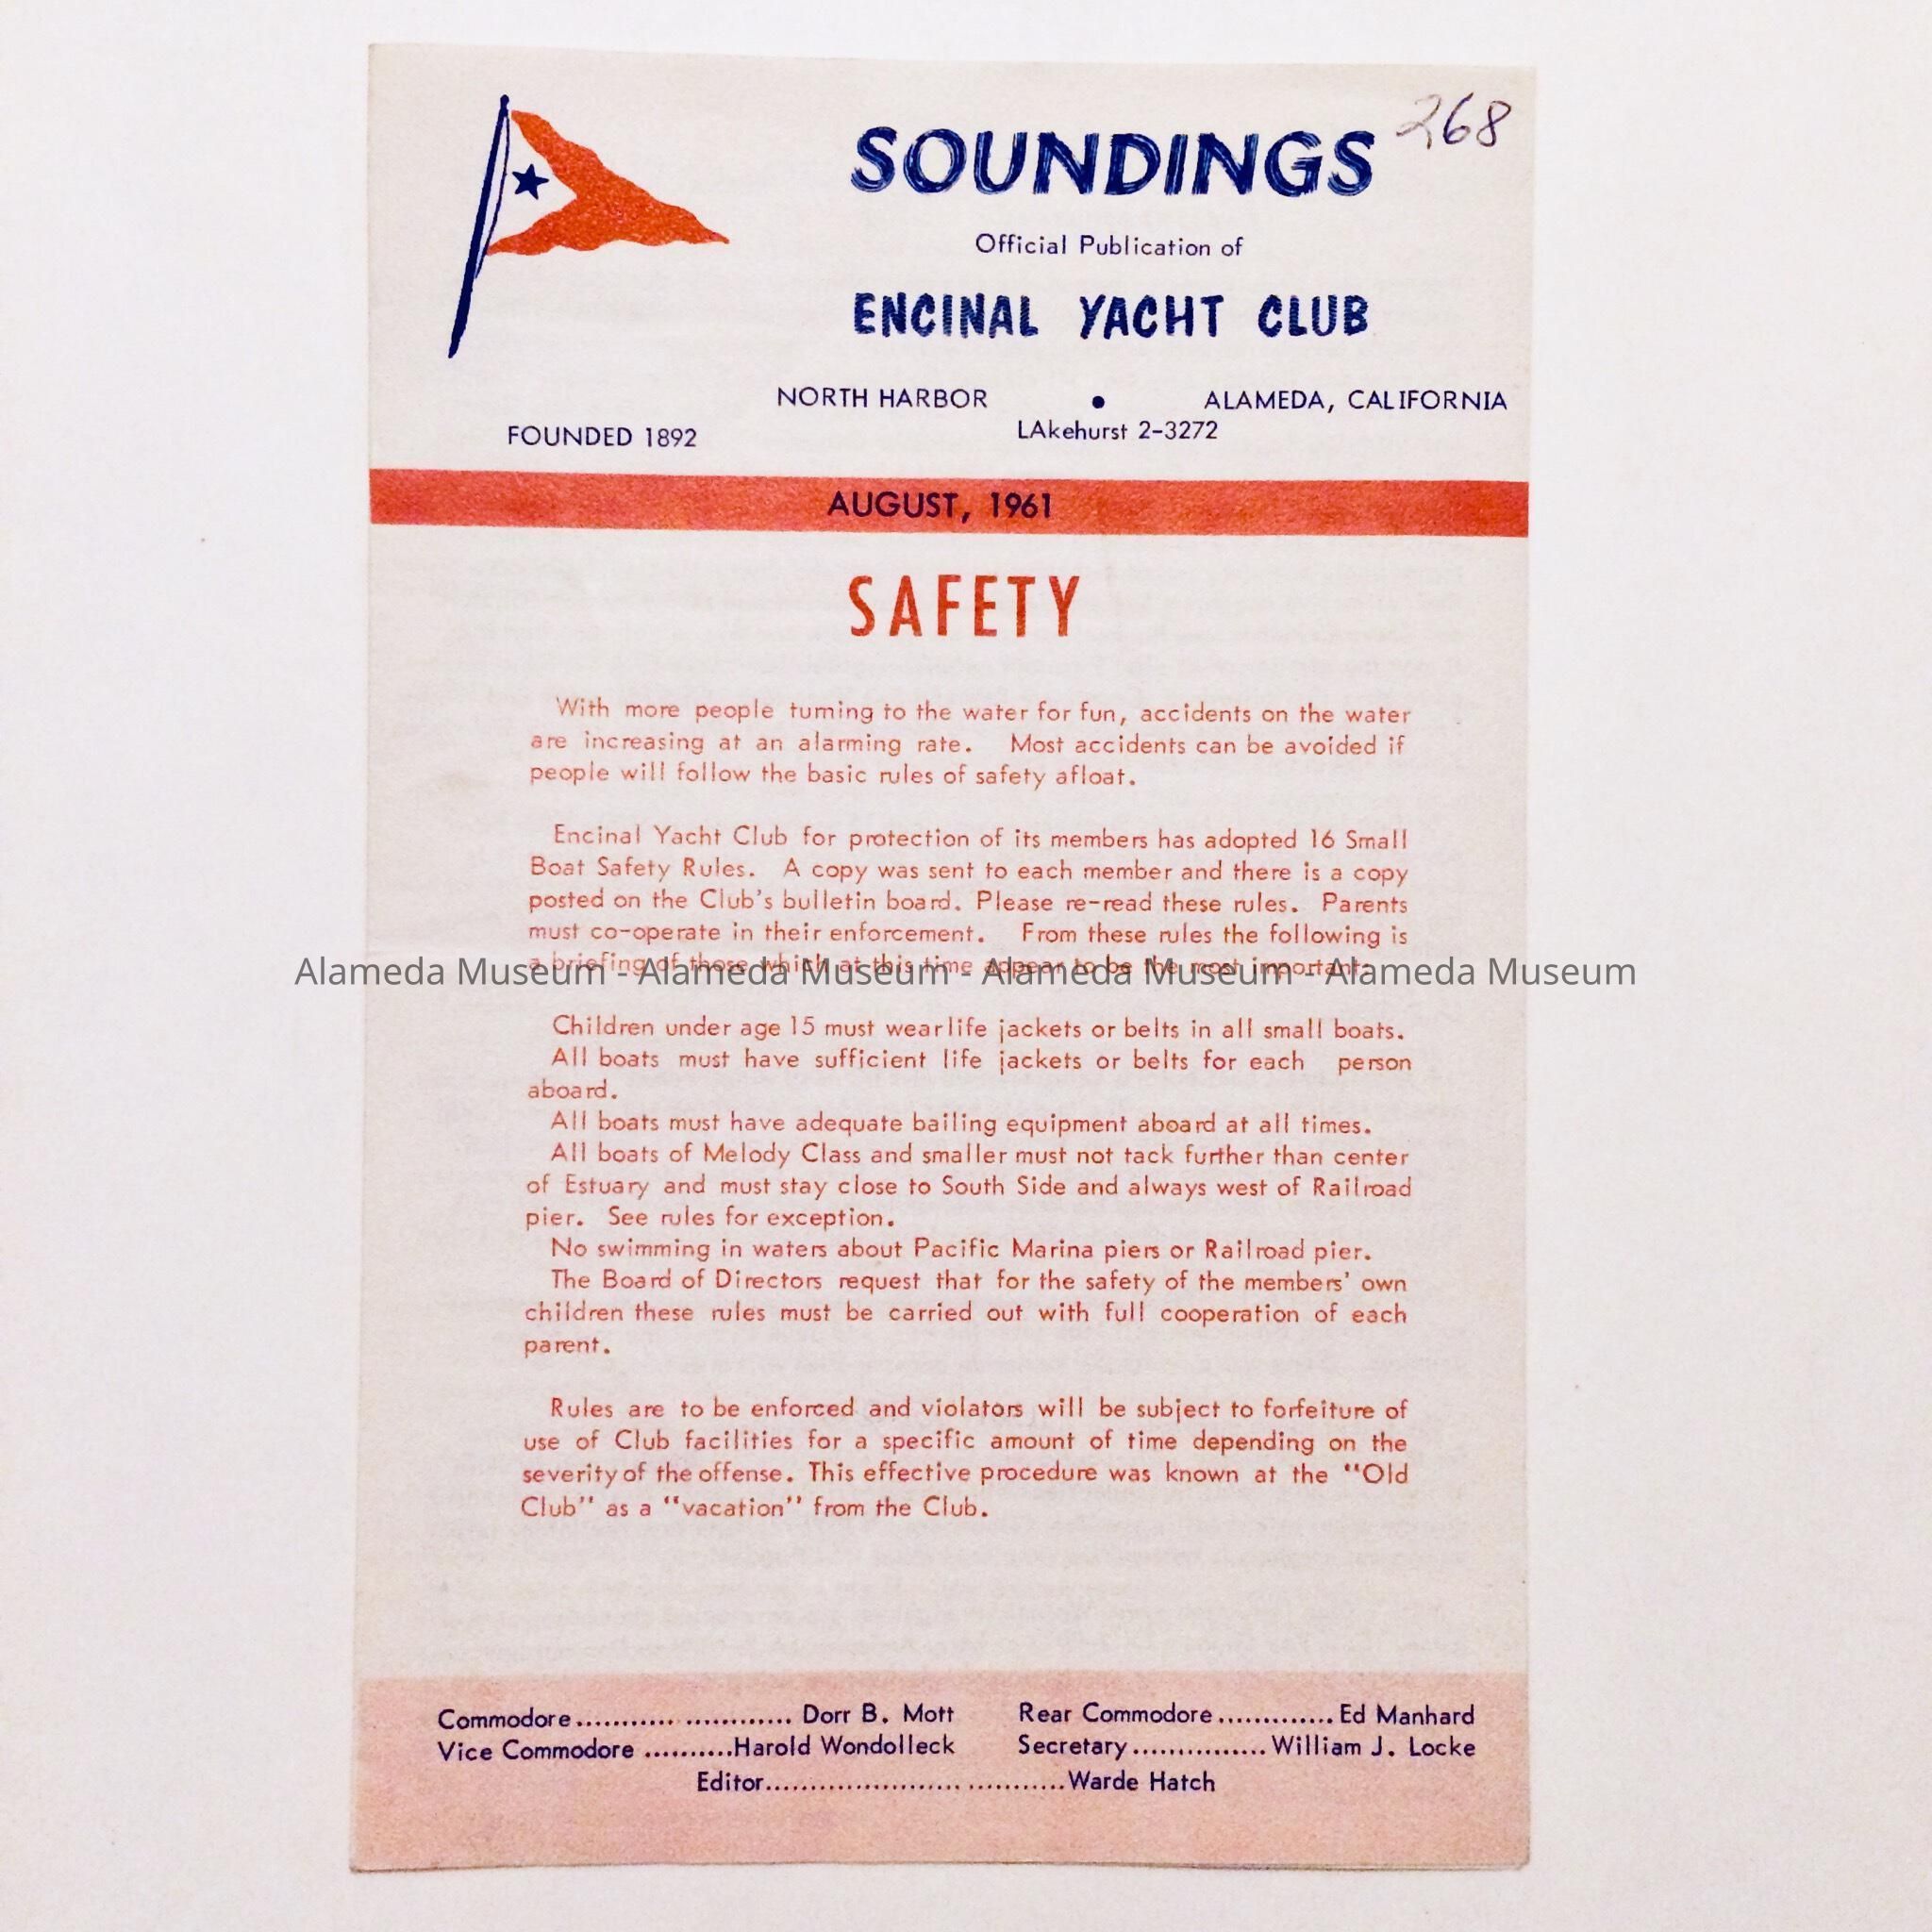 268
SOUNDINGS
Official Publication of
ENCINAL YACHT CLUB
NORTH HARBOR • ALAMEDA, CALIFORNIA
LAkehurst 2-3272
FOUNDED 1892
AUGUST, 1961
SAFETY
With more people turning to the water for fun, accidents on the water
are increasing at an alarming rate. Most accidents can be avoided if
people will follow the basic rules of safety afloat.
Encinal Yacht Club for protection of its members has adopted 16 Small
Boat Safety Rules. A copy was sent to each member and there is a copy
posted on the Club's bulletin board. Please re-read these rules. Parents
must co-operate in their enforcement. From these rules the following is
a briefing of those which at this time appear to be the most important:
Alameda Museum - Alameda Museum - Alameda Museum - Alameda Museum
Children under age 15 must wear life jackets or belts in all small boats.
All boats must have sufficient life jackets or belts for each person
aboard.
All boats must have adequate bailing equipment aboard at all times.
All boats of Melody Class and smaller must not tack further than center
of Estuary and must stay close to South Side and always west of Railroad
pier. See rules for exception.
No swimming in waters about Pacific Marina piers or Railroad pier.
The Board of Directors request that for the safety of the members' own
children these rules must be carried out with full cooperation of each
parent.
Rules are to be enforced and violators will be subject to forfeiture of
use of Club facilities for a specific amount of time depending on the
severity of the offense. This effective procedure was known at the "Old
Club" as a "vacation" from the Club.
Commodore........................ Dorr B. Mott Rear Commodore............. Ed Manhard
Vice Commodore ..........Harold Wondolleck Secretary............... William J. Locke
Editor.................................Warde Hatch